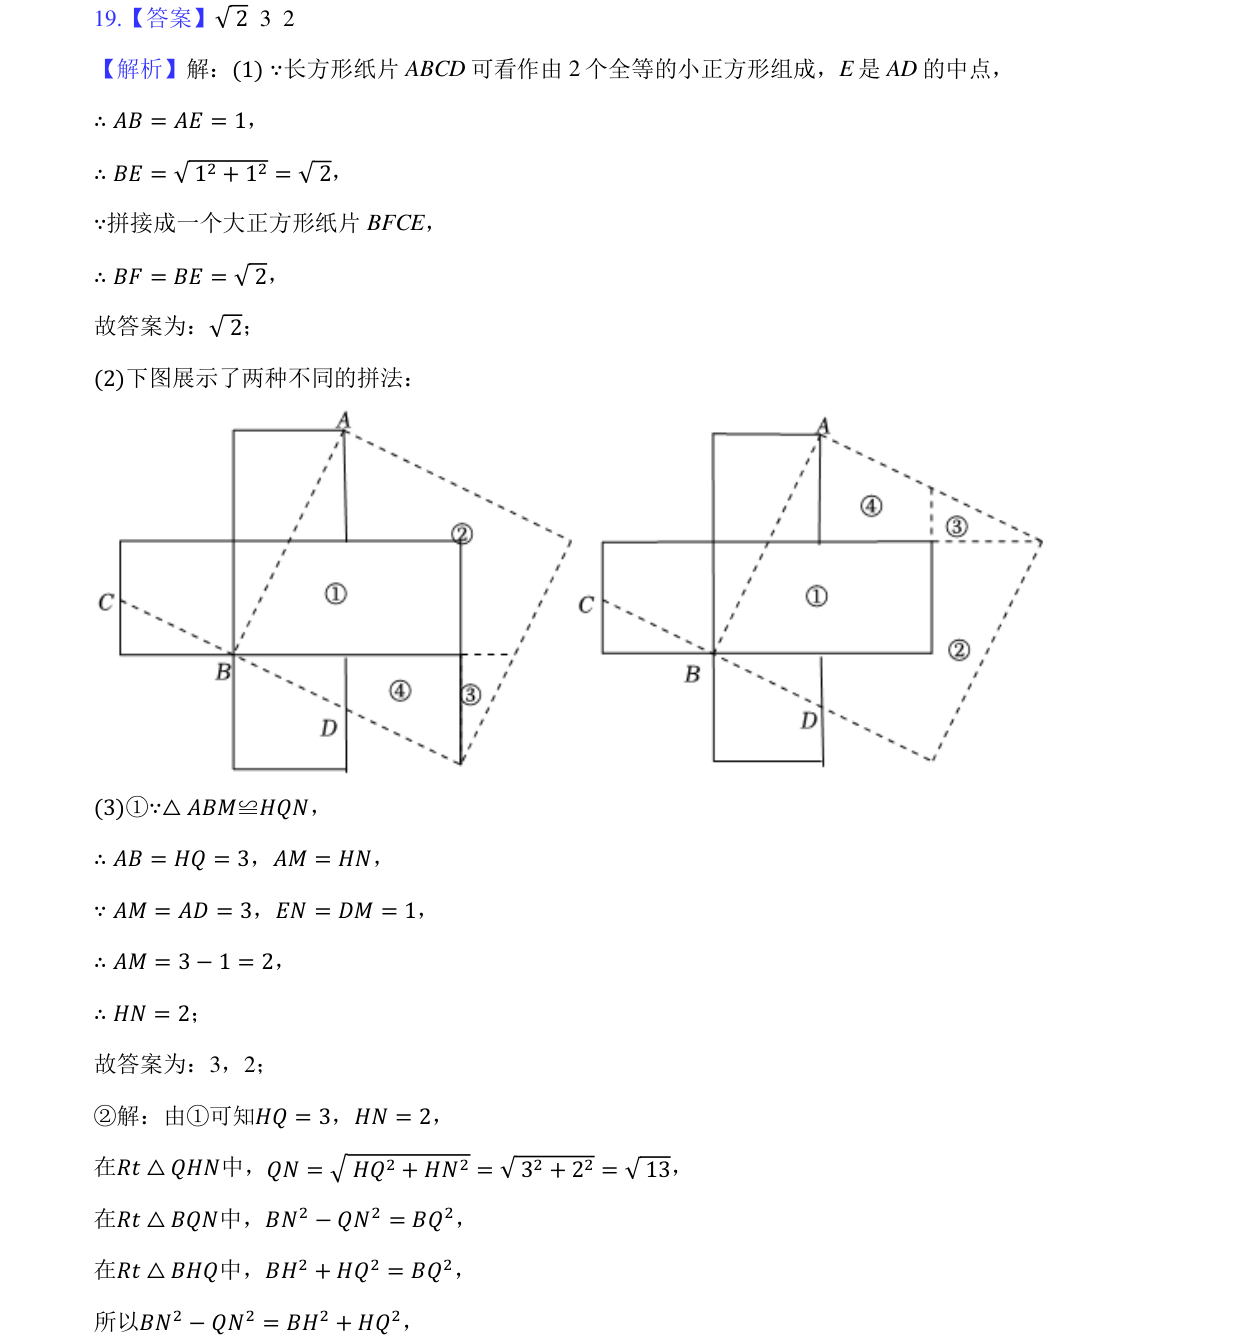 19.【答案】√2 3 2
【解析】解：(1) ∵长方形纸片 ABCD 可看作由 2 个全等的小正方形组成，E 是 AD 的中点，
∴ AB = AE = 1，
∴ BE = √(1² + 1²) = √2，
∵拼接成一个大正方形纸片 BFCE，
∴ BF = BE = √2，
故答案为：√2；
(2)下图展示了两种不同的拼法：
A
②
①
C
B
④
③
D
A
④
③
①
C
②
B
D
(3)①∵△ ABM≌HQN，
∴ AB = HQ = 3，AM = HN，
∵ AM = AD = 3，EN = DM = 1，
∴ AM = 3 − 1 = 2，
∴ HN = 2；
故答案为：3，2；
②解：由①可知HQ = 3，HN = 2，
在Rt △ QHN中，QN = √(HQ² + HN²) = √(3² + 2²) = √13，
在Rt △ BQN中，BN² − QN² = BQ²，
在Rt △ BHQ中，BH² + HQ² = BQ²，
所以BN² − QN² = BH² + HQ²，